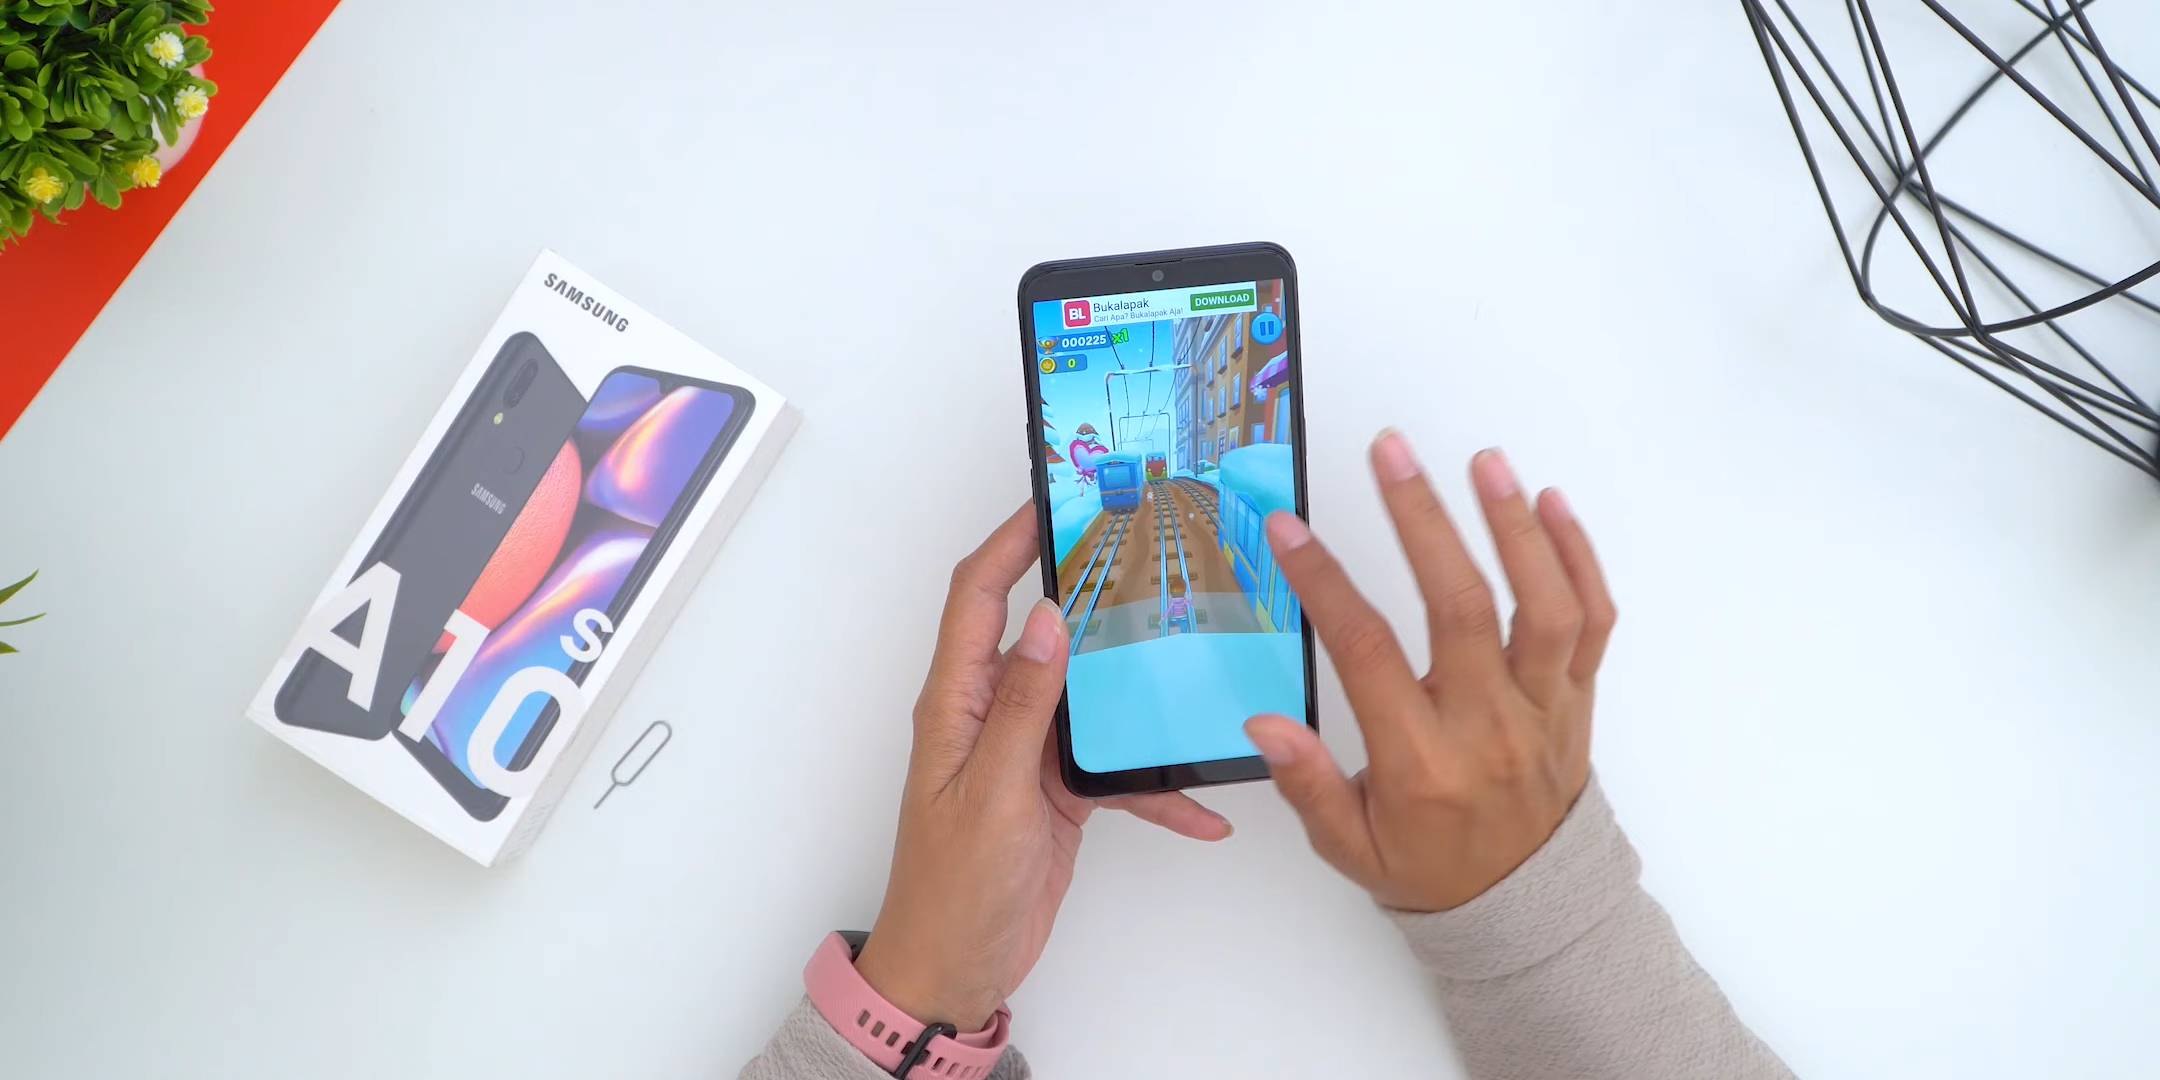 SAMSUNG
SAMSUNG
A10s
BL
Bukalapak
Cari Apa? Bukalapak Aja!
DOWNLOAD
000225 x1
0